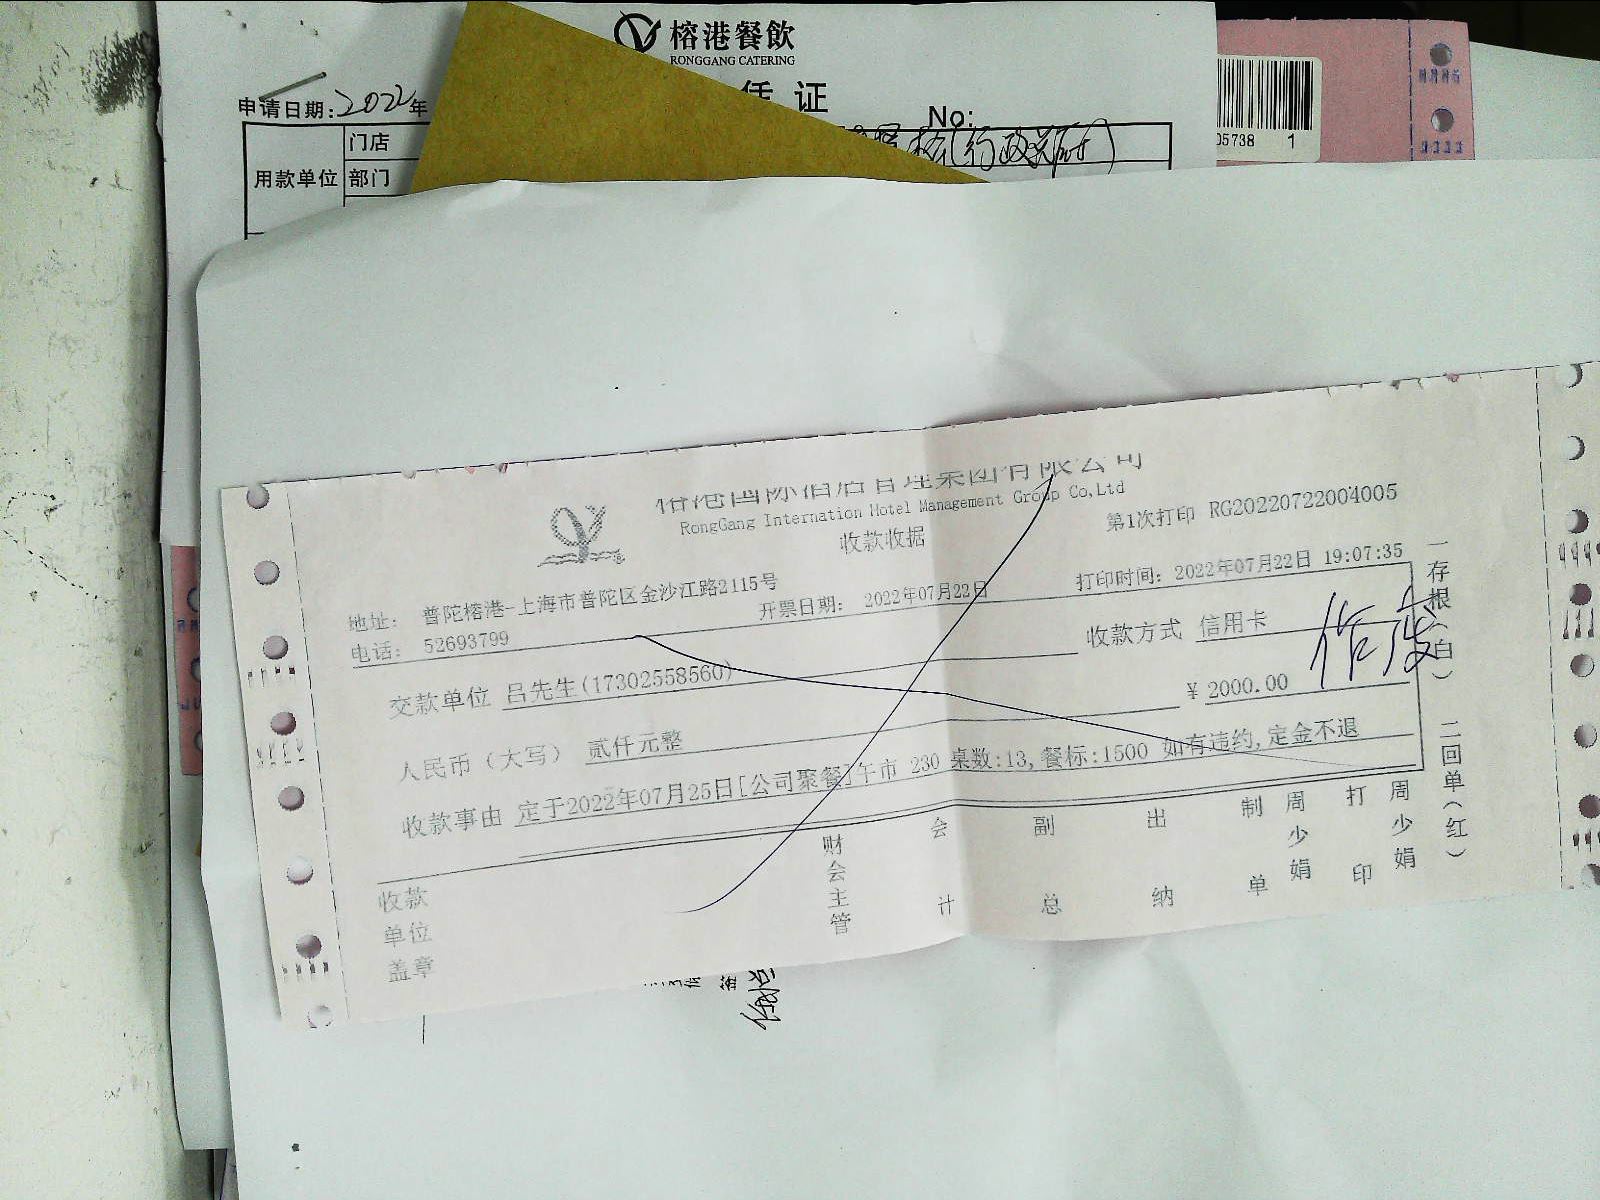 榕港餐飲
RONGGANG CATERING
凭证
申请日期:2022年
No:
门店
用款单位
部门
05738 1
榕港国际酒店管理集团有限公司
RongGang Internation Hotel Management Group Co,Ltd
收款收据
第1次打印 RG20220722004005
地址: 普陀榕港-上海市普陀区金沙江路2115号
开票日期: 2022年07月22日
打印时间: 2022年07月22日 19:07:35
电话: 52693799
收款方式 信用卡
作废
交款单位 吕先生(17302558560)
¥ 2000.00
人民币（大写） 贰仟元整
收款事由 定于2022年07月25日[公司聚餐]午市 230 桌数:13,餐标:1500 如有违约,定金不退
收款单位盖章
财会主管
会计
副总
出纳
制单
周少娟
打印
周少娟
一存根（白） 二回单（红）